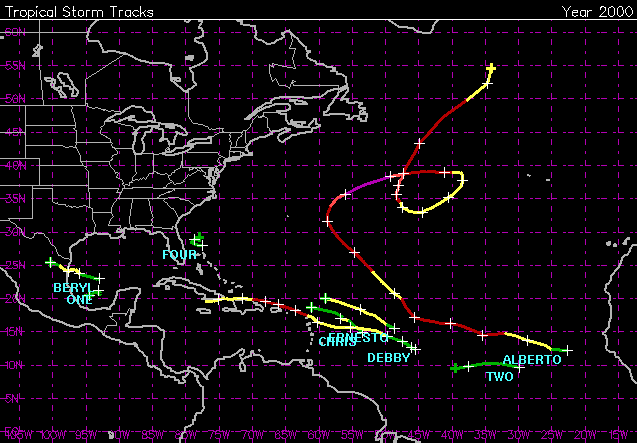 Tropical Storm Tracks Year 2000
60N
55N
50N
45N
40N
35N
30N
FOUR
25N
BERYL
ONE
20N
15N
ERNESTO
CHRIS
DEBBY
ALBERTO
10N
TWO
5N
105W 100W 95W 90W 85W 80W 75W 70W 65W 60W 55W 50W 45W 40W 35W 30W 25W 20W 15W